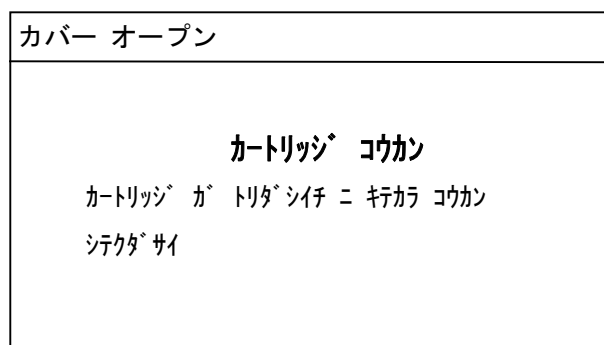 カバー オープン
ｶｰﾄﾘｯｼﾞ ｺｳｶﾝ
ｶｰﾄﾘｯｼﾞ ｶﾞ ﾄﾘﾀﾞｼｲﾁ ﾆ ｷﾃｶﾗ ｺｳｶﾝ
ｼﾃｸﾀﾞｻｲ